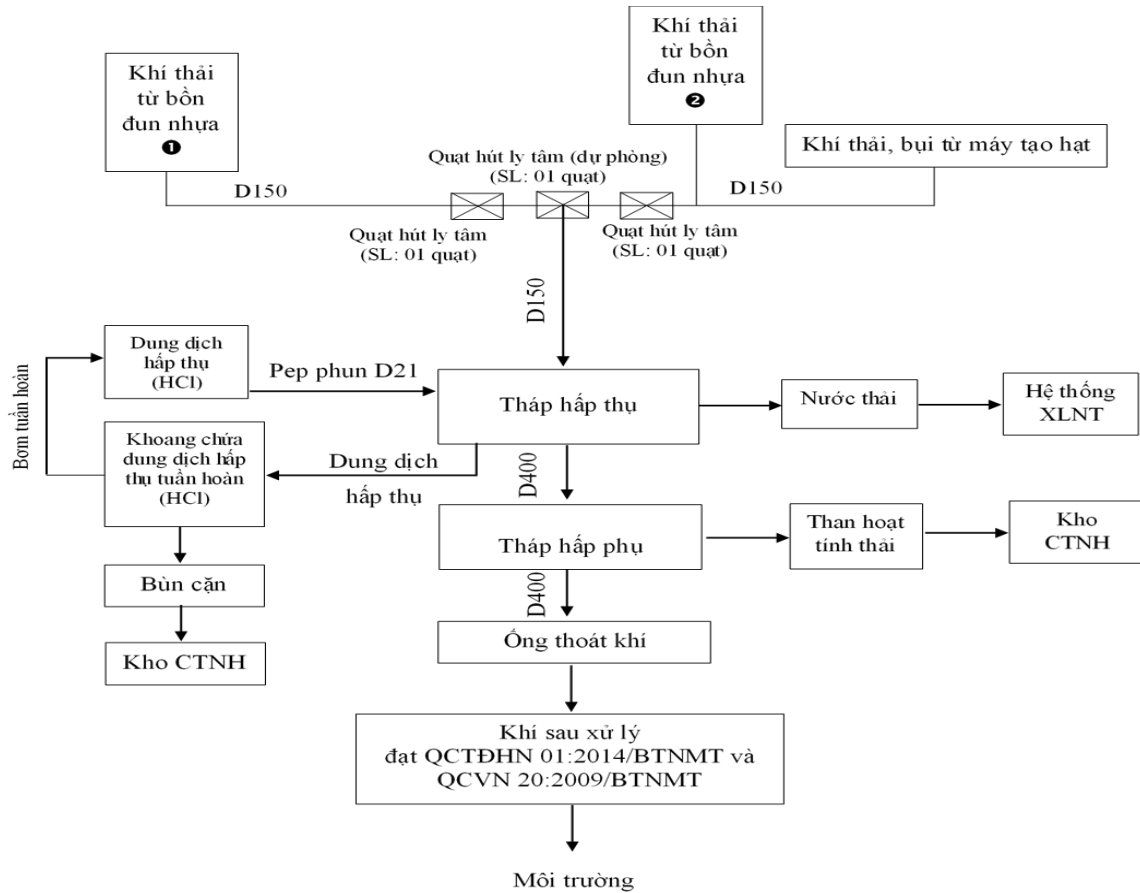 Khí thải
từ bồn
đun nhựa
❶
Khí thải
từ bồn
đun nhựa
❷
Khí thải, bụi từ máy tạo hạt
Quạt hút ly tâm (dự phòng)
(SL: 01 quạt)
D150
D150
Quạt hút ly tâm
(SL: 01 quạt)
Quạt hút ly tâm
(SL: 01 quạt)
D150
Bơm tuần hoàn
Dung dịch
hấp thụ
(HCl)
Pep phun D21
Tháp hấp thụ
Nước thải
Hệ thống
XLNT
Khoang chứa
dung dịch hấp
thụ tuần hoàn
(HCl)
Dung dịch
hấp thụ
D400
Tháp hấp phụ
Than hoạt
tính thải
Kho
CTNH
Bùn cặn
D400
Kho CTNH
Ống thoát khí
Khí sau xử lý
đạt QCTĐHN 01:2014/BTNMT và
QCVN 20:2009/BTNMT
Môi trường